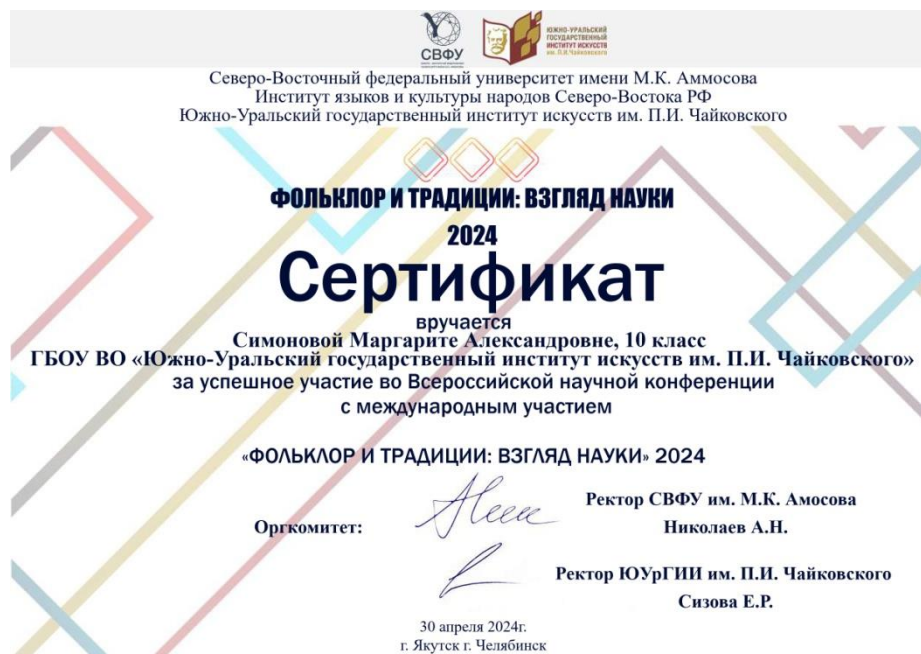 СВФУ
ЮЖНО-УРАЛЬСКИЙ
ГОСУДАРСТВЕННЫЙ
ИНСТИТУТ ИСКУССТВ
им. П.И. Чайковского
Северо-Восточный федеральный университет имени М.К. Аммосова
Институт языков и культуры народов Северо-Востока РФ
Южно-Уральский государственный институт искусств им. П.И. Чайковского
ФОЛЬКЛОР И ТРАДИЦИИ: ВЗГЛЯД НАУКИ
2024
Сертификат
вручается
Симоновой Маргарите Александровне, 10 класс
ГБОУ ВО «Южно-Уральский государственный институт искусств им. П.И. Чайковского»
за успешное участие во Всероссийской научной конференции
с международным участием
«ФОЛЬКЛОР И ТРАДИЦИИ: ВЗГЛЯД НАУКИ» 2024
Оргкомитет:
Ректор СВФУ им. М.К. Амосова
Николаев А.Н.
Ректор ЮУрГИИ им. П.И. Чайковского
Сизова Е.Р.
30 апреля 2024г.
г. Якутск г. Челябинск